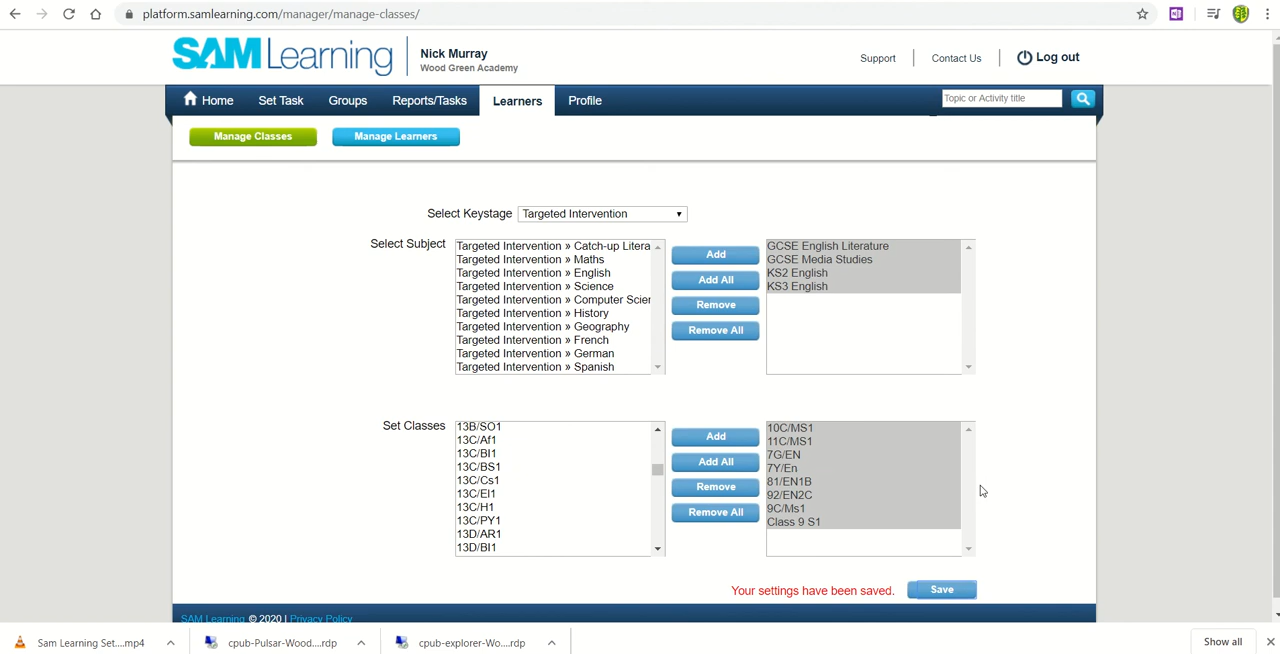 platform.samlearning.com/manager/manage-classes/
SAM Learning
Nick Murray
Wood Green Academy
Support
Contact Us
Log out
Home
Set Task
Groups
Reports/Tasks
Learners
Profile
Topic or Activity title
Manage Classes
Manage Learners
Select Keystage
Targeted Intervention
Select Subject
Targeted Intervention » Catch-up Litera
Targeted Intervention » Maths
Targeted Intervention » English
Targeted Intervention » Science
Targeted Intervention » Computer Scier
Targeted Intervention » History
Targeted Intervention » Geography
Targeted Intervention » French
Targeted Intervention » German
Targeted Intervention » Spanish
Add
Add All
Remove
Remove All
GCSE English Literature
GCSE Media Studies
KS2 English
KS3 English
Set Classes
13B/SO1
13C/Af1
13C/BI1
13C/BS1
13C/Cs1
13C/El1
13C/H1
13C/PY1
13D/AR1
13D/BI1
Add
Add All
Remove
Remove All
10C/MS1
11C/MS1
7G/EN
7Y/En
81/EN1B
92/EN2C
9C/Ms1
Class 9 S1
Your settings have been saved.
Save
SAM Learning © 2020 | Privacy Policy
Sam Learning Set....mp4
cpub-Pulsar-Wood....rdp
cpub-explorer-Wo....rdp
Show all